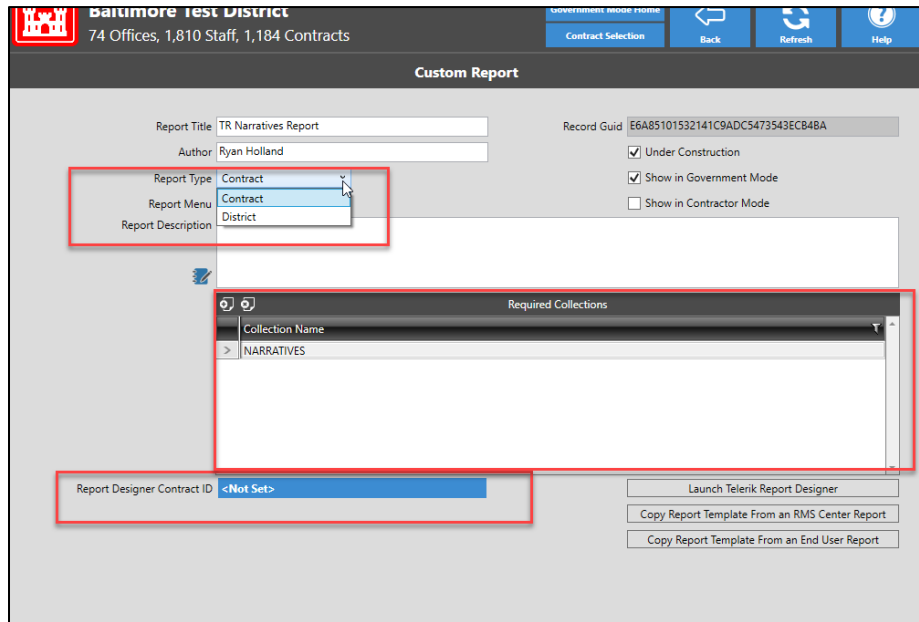 Baltimore Test District
74 Offices, 1,810 Staff, 1,184 Contracts
Government Mode Home
Contract Selection
Back
Refresh
Help
Custom Report
Report Title TR Narratives Report
Record Guid E6A85101532141C9ADC5473543ECB4BA
Author Ryan Holland
Under Construction
Report Type Contract
Show in Government Mode
Report Menu Contract
Show in Contractor Mode
District
Report Description
Required Collections
Collection Name
> NARRATIVES
Report Designer Contract ID <Not Set>
Launch Telerik Report Designer
Copy Report Template From an RMS Center Report
Copy Report Template From an End User Report